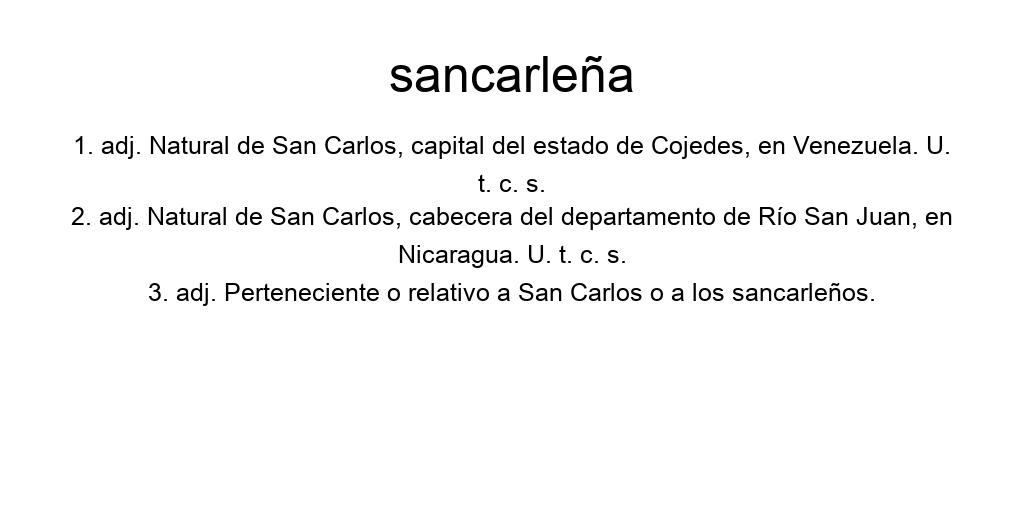 sancarleña
1. adj. Natural de San Carlos, capital del estado de Cojedes, en Venezuela. U.
t. c. s.
2. adj. Natural de San Carlos, cabecera del departamento de Río San Juan, en
Nicaragua. U. t. c. s.
3. adj. Perteneciente o relativo a San Carlos o a los sancarleños.